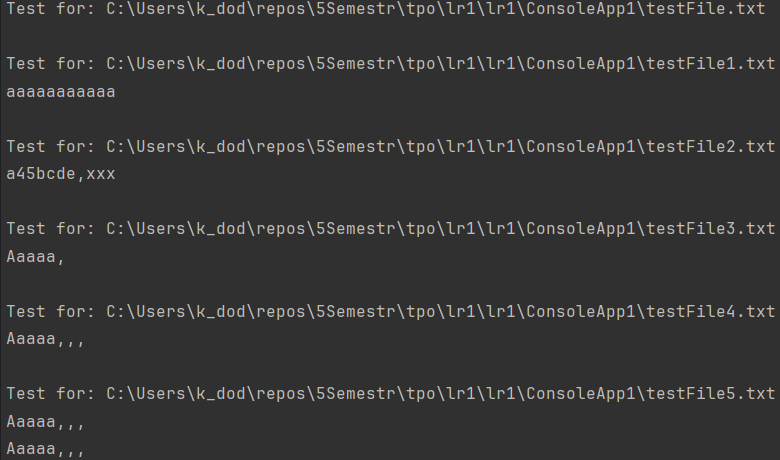 Test for: C:\Users\k_dod\repos\5Semestr\tpo\lr1\lr1\ConsoleApp1\testFile.txt
Test for: C:\Users\k_dod\repos\5Semestr\tpo\lr1\lr1\ConsoleApp1\testFile1.txt
aaaaaaaaaaa
Test for: C:\Users\k_dod\repos\5Semestr\tpo\lr1\lr1\ConsoleApp1\testFile2.txt
a45bcde,xxx
Test for: C:\Users\k_dod\repos\5Semestr\tpo\lr1\lr1\ConsoleApp1\testFile3.txt
Aaaaa,
Test for: C:\Users\k_dod\repos\5Semestr\tpo\lr1\lr1\ConsoleApp1\testFile4.txt
Aaaaa,,,
Test for: C:\Users\k_dod\repos\5Semestr\tpo\lr1\lr1\ConsoleApp1\testFile5.txt
Aaaaa,,,
Aaaaa,,,